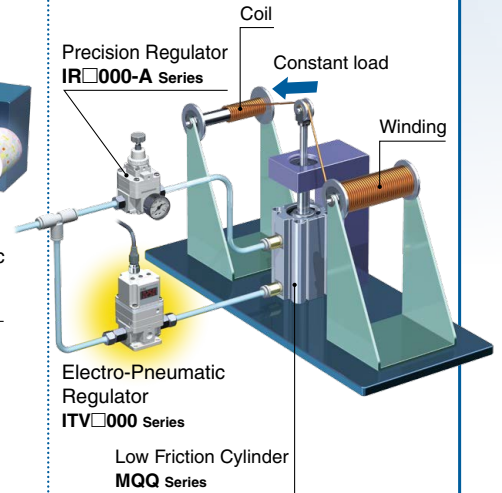 Coil
Precision Regulator
IR□000-A Series
Constant load
Winding
c
Electro-Pneumatic
Regulator
ITV□000 Series
Low Friction Cylinder
MQQ Series